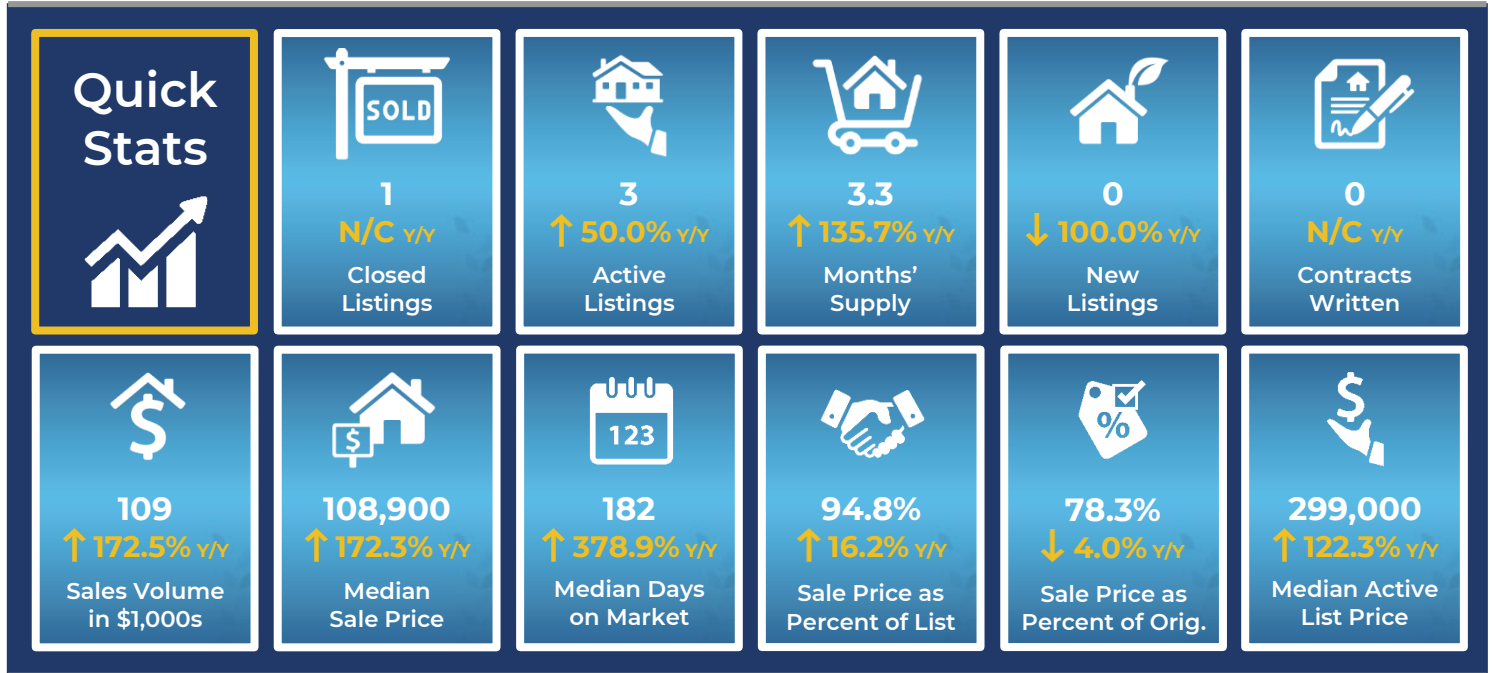 Quick
Stats
SOLD
1
N/C Y/Y
Closed
Listings
3
↑ 50.0% Y/Y
Active
Listings
3.3
↑ 135.7% Y/Y
Months’
Supply
0
↓ 100.0% Y/Y
New
Listings
0
N/C Y/Y
Contracts
Written
$
109
↑ 172.5% Y/Y
Sales Volume
in $1,000s
$
108,900
↑ 172.3% Y/Y
Median
Sale Price
123
182
↑ 378.9% Y/Y
Median Days
on Market
94.8%
↑ 16.2% Y/Y
Sale Price as
Percent of List
%
78.3%
↓ 4.0% Y/Y
Sale Price as
Percent of Orig.
$
299,000
↑ 122.3% Y/Y
Median Active
List Price